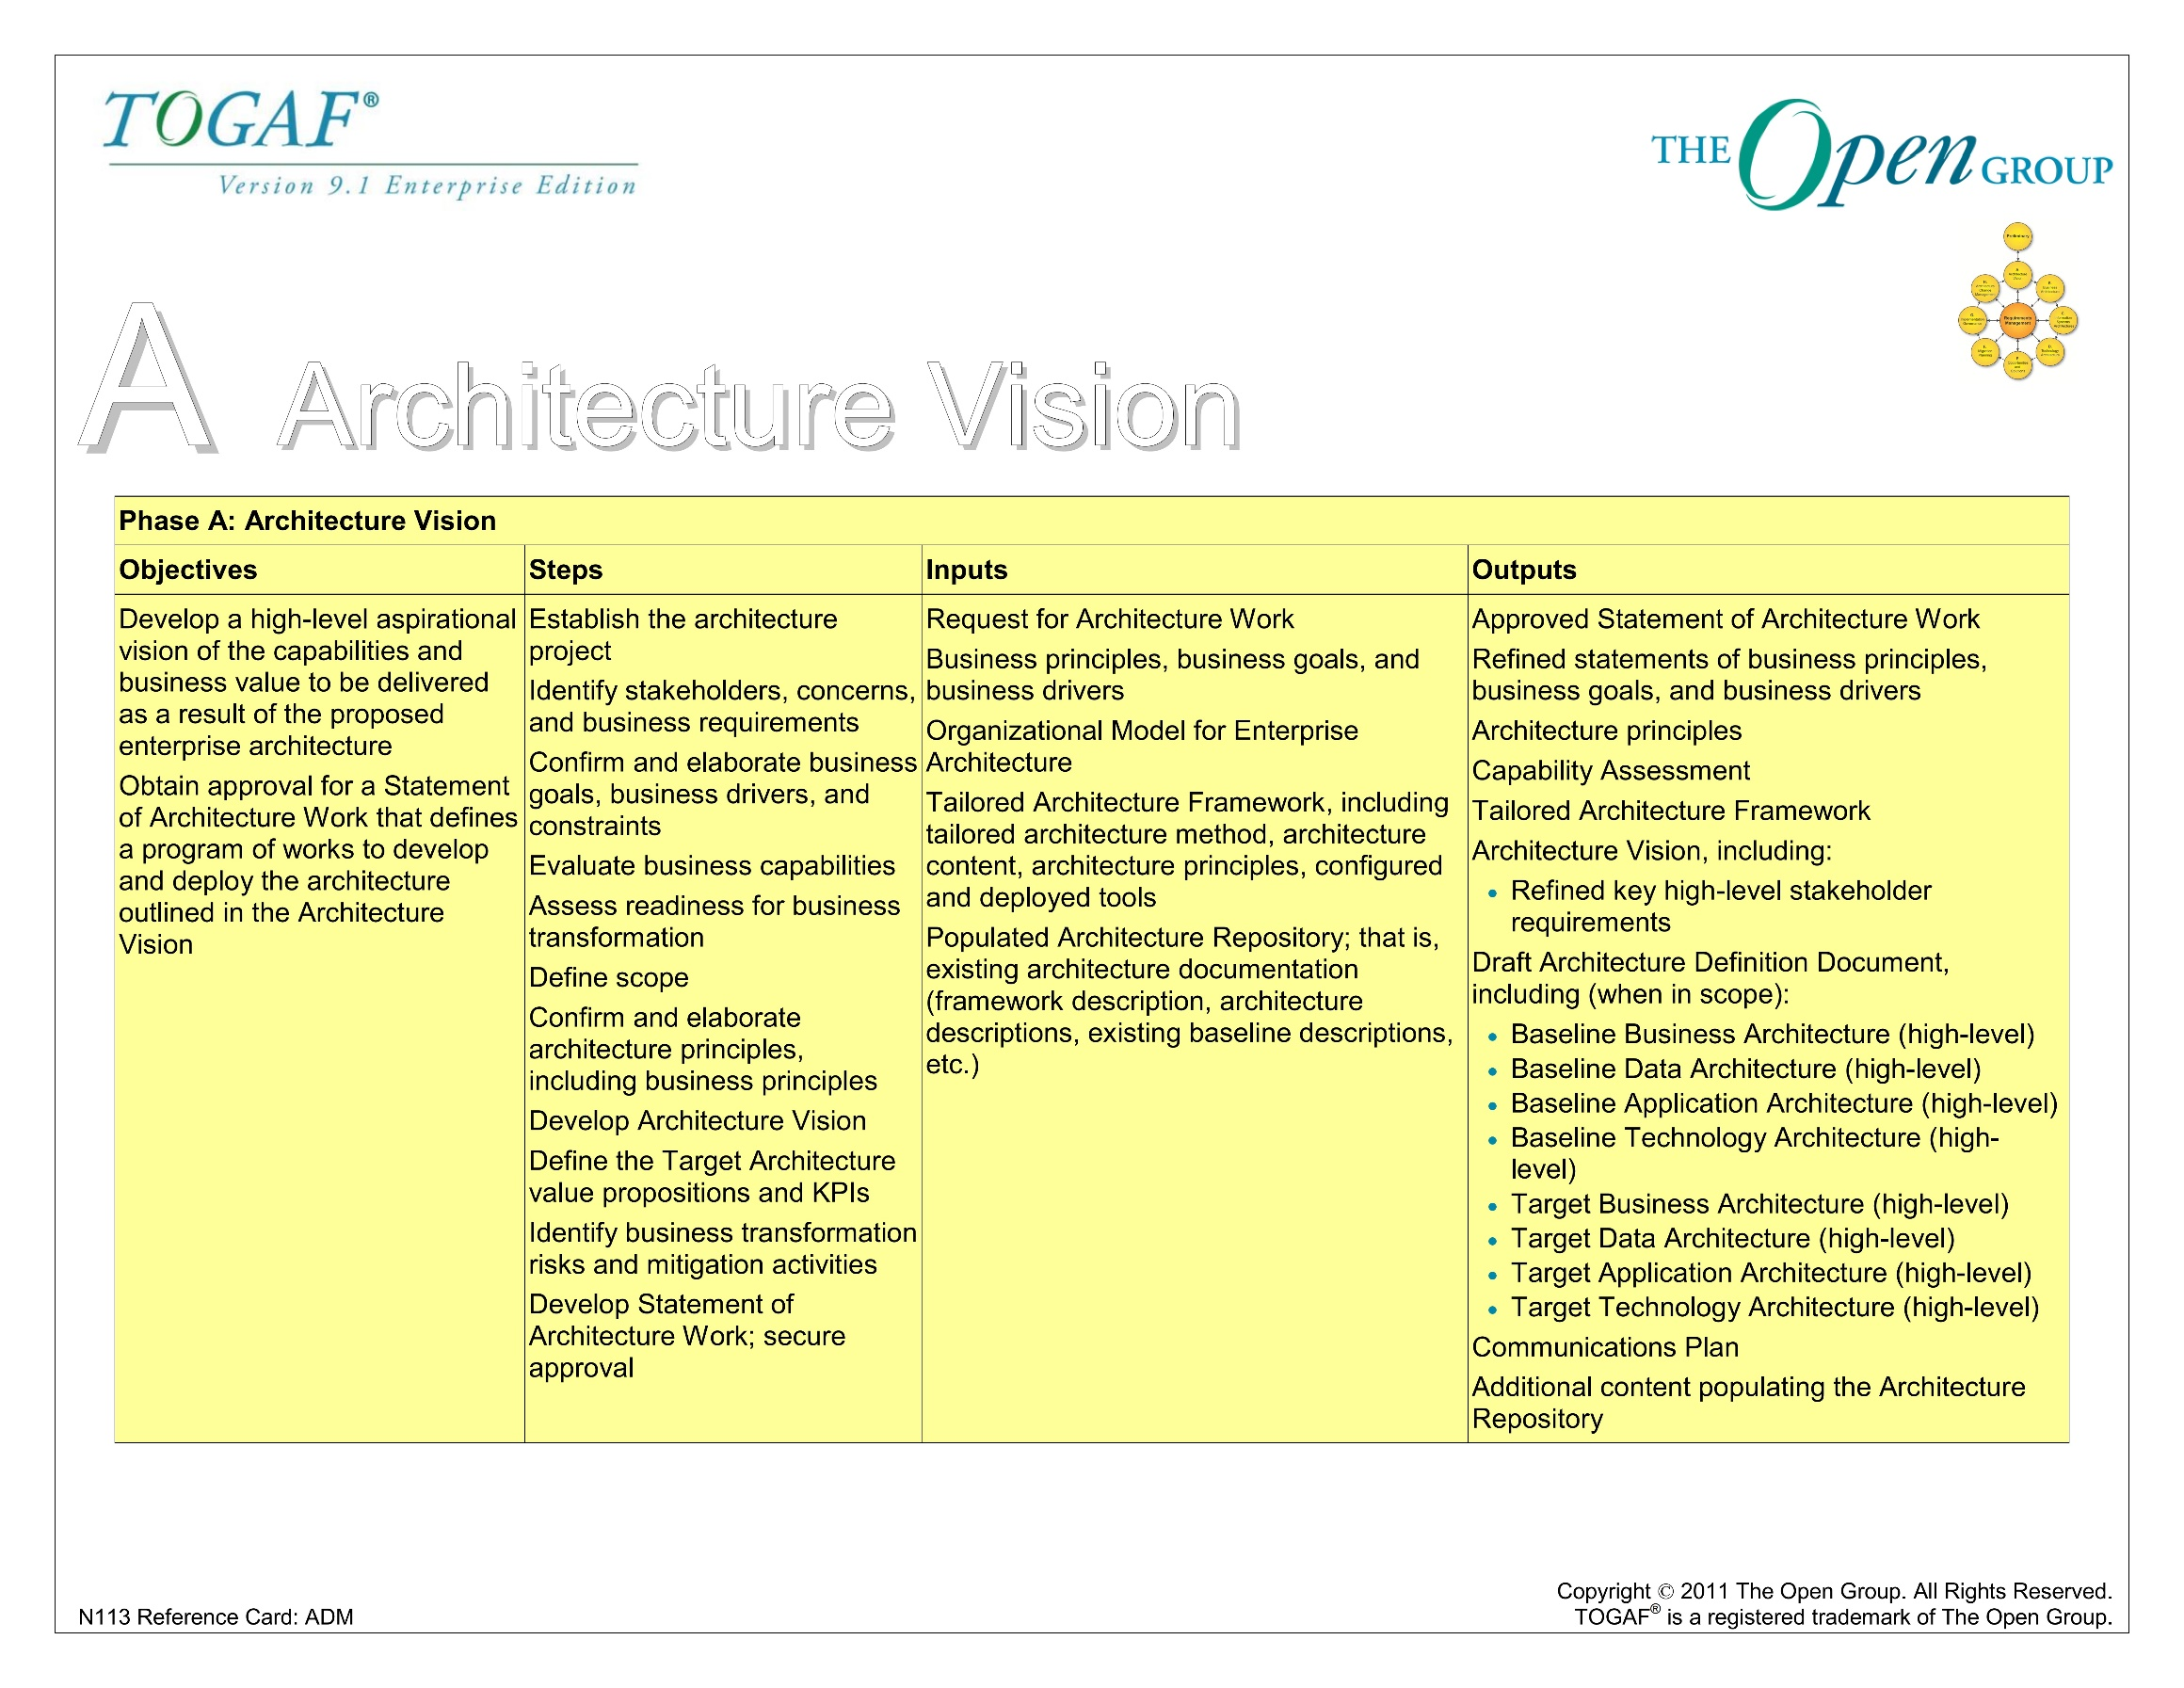 TOGAF®
Version 9.1 Enterprise Edition
THE Open GROUP
Preliminary
Requirements
Management
A Architecture Vision
Phase A: Architecture Vision
Objectives
Steps
Inputs
Outputs
Develop a high-level aspirational
vision of the capabilities and
business value to be delivered
as a result of the proposed
enterprise architecture
Obtain approval for a Statement
of Architecture Work that defines
a program of works to develop
and deploy the architecture
outlined in the Architecture
Vision
Establish the architecture
project
Identify stakeholders, concerns,
and business requirements
Confirm and elaborate business
goals, business drivers, and
constraints
Evaluate business capabilities
Assess readiness for business
transformation
Define scope
Confirm and elaborate
architecture principles,
including business principles
Develop Architecture Vision
Define the Target Architecture
value propositions and KPIs
Identify business transformation
risks and mitigation activities
Develop Statement of
Architecture Work; secure
approval
Request for Architecture Work
Business principles, business goals, and
business drivers
Organizational Model for Enterprise
Architecture
Tailored Architecture Framework, including
tailored architecture method, architecture
content, architecture principles, configured
and deployed tools
Populated Architecture Repository; that is,
existing architecture documentation
(framework description, architecture
descriptions, existing baseline descriptions,
etc.)
Approved Statement of Architecture Work
Refined statements of business principles,
business goals, and business drivers
Architecture principles
Capability Assessment
Tailored Architecture Framework
Architecture Vision, including:
• Refined key high-level stakeholder
requirements
Draft Architecture Definition Document,
including (when in scope):
• Baseline Business Architecture (high-level)
• Baseline Data Architecture (high-level)
• Baseline Application Architecture (high-level)
• Baseline Technology Architecture (high-
level)
• Target Business Architecture (high-level)
• Target Data Architecture (high-level)
• Target Application Architecture (high-level)
• Target Technology Architecture (high-level)
Communications Plan
Additional content populating the Architecture
Repository
N113 Reference Card: ADM
Copyright © 2011 The Open Group. All Rights Reserved.
TOGAF® is a registered trademark of The Open Group.